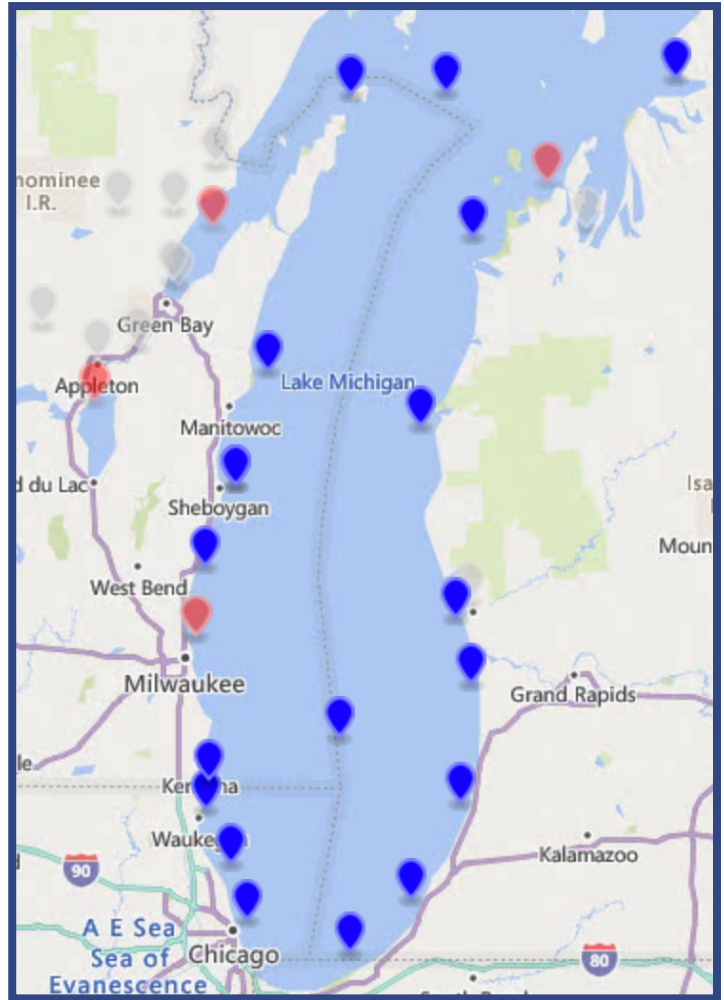 nominee
I.R.
Green Bay
Appleton
Lake Michigan
Manitowoc
d du Lac
Isa
Sheboygan
Moun
West Bend
Milwaukee
Grand Rapids
le
Waukeg
Kalamazoo
90
A E Sea
Sea of
Evanescence
Chicago
80